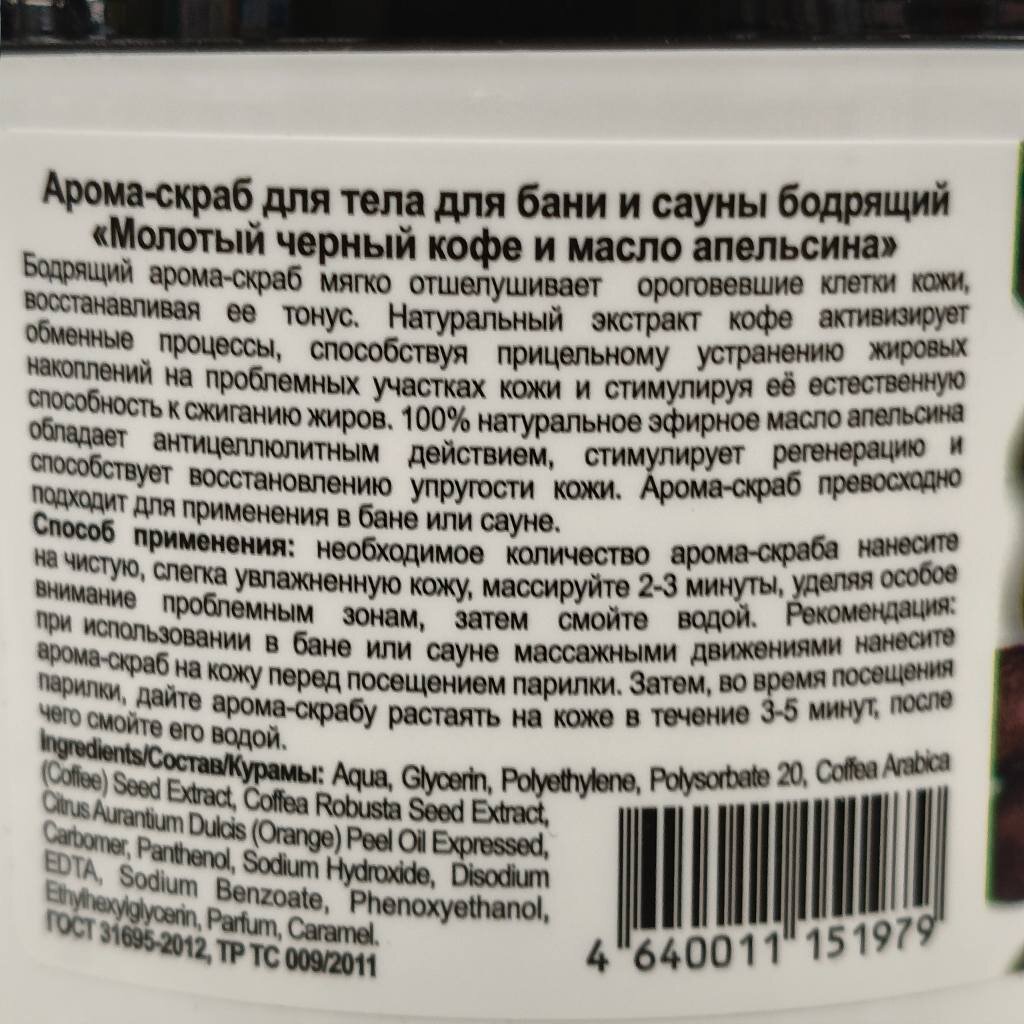 Арома-скраб для тела для бани и сауны бодрящий
«Молотый черный кофе и масло апельсина»
Бодрящий арома-скраб мягко отшелушивает ороговевшие клетки кожи,
восстанавливая ее тонус. Натуральный экстракт кофе активизирует
обменные процессы, способствуя прицельному устранению жировых
накоплений на проблемных участках кожи и стимулируя её естественную
способность к сжиганию жиров. 100% натуральное эфирное масло апельсина
обладает антицеллюлитным действием, стимулирует регенерацию и
способствует восстановлению упругости кожи. Арома-скраб превосходно
подходит для применения в бане или сауне.
Способ применения: необходимое количество арома-скраба нанесите
на чистую, слегка увлажненную кожу, массируйте 2-3 минуты, уделяя особое
внимание проблемным зонам, затем смойте водой. Рекомендация:
при использовании в бане или сауне массажными движениями нанесите
арома-скраб на кожу перед посещением парилки. Затем, во время посещения
парилки, дайте арома-скрабу растаять на коже в течение 3-5 минут, после
чего смойте его водой.
Ingredients/Состав/Курамы: Aqua, Glycerin, Polyethylene, Polysorbate 20, Coffea Arabica
(Coffee) Seed Extract, Coffea Robusta Seed Extract,
Citrus Aurantium Dulcis (Orange) Peel Oil Expressed,
Carbomer, Panthenol, Sodium Hydroxide, Disodium
EDTA, Sodium Benzoate, Phenoxyethanol,
Ethylhexylglycerin, Parfum, Caramel.
ГОСТ 31695-2012, ТР ТС 009/2011
4 640011 151979